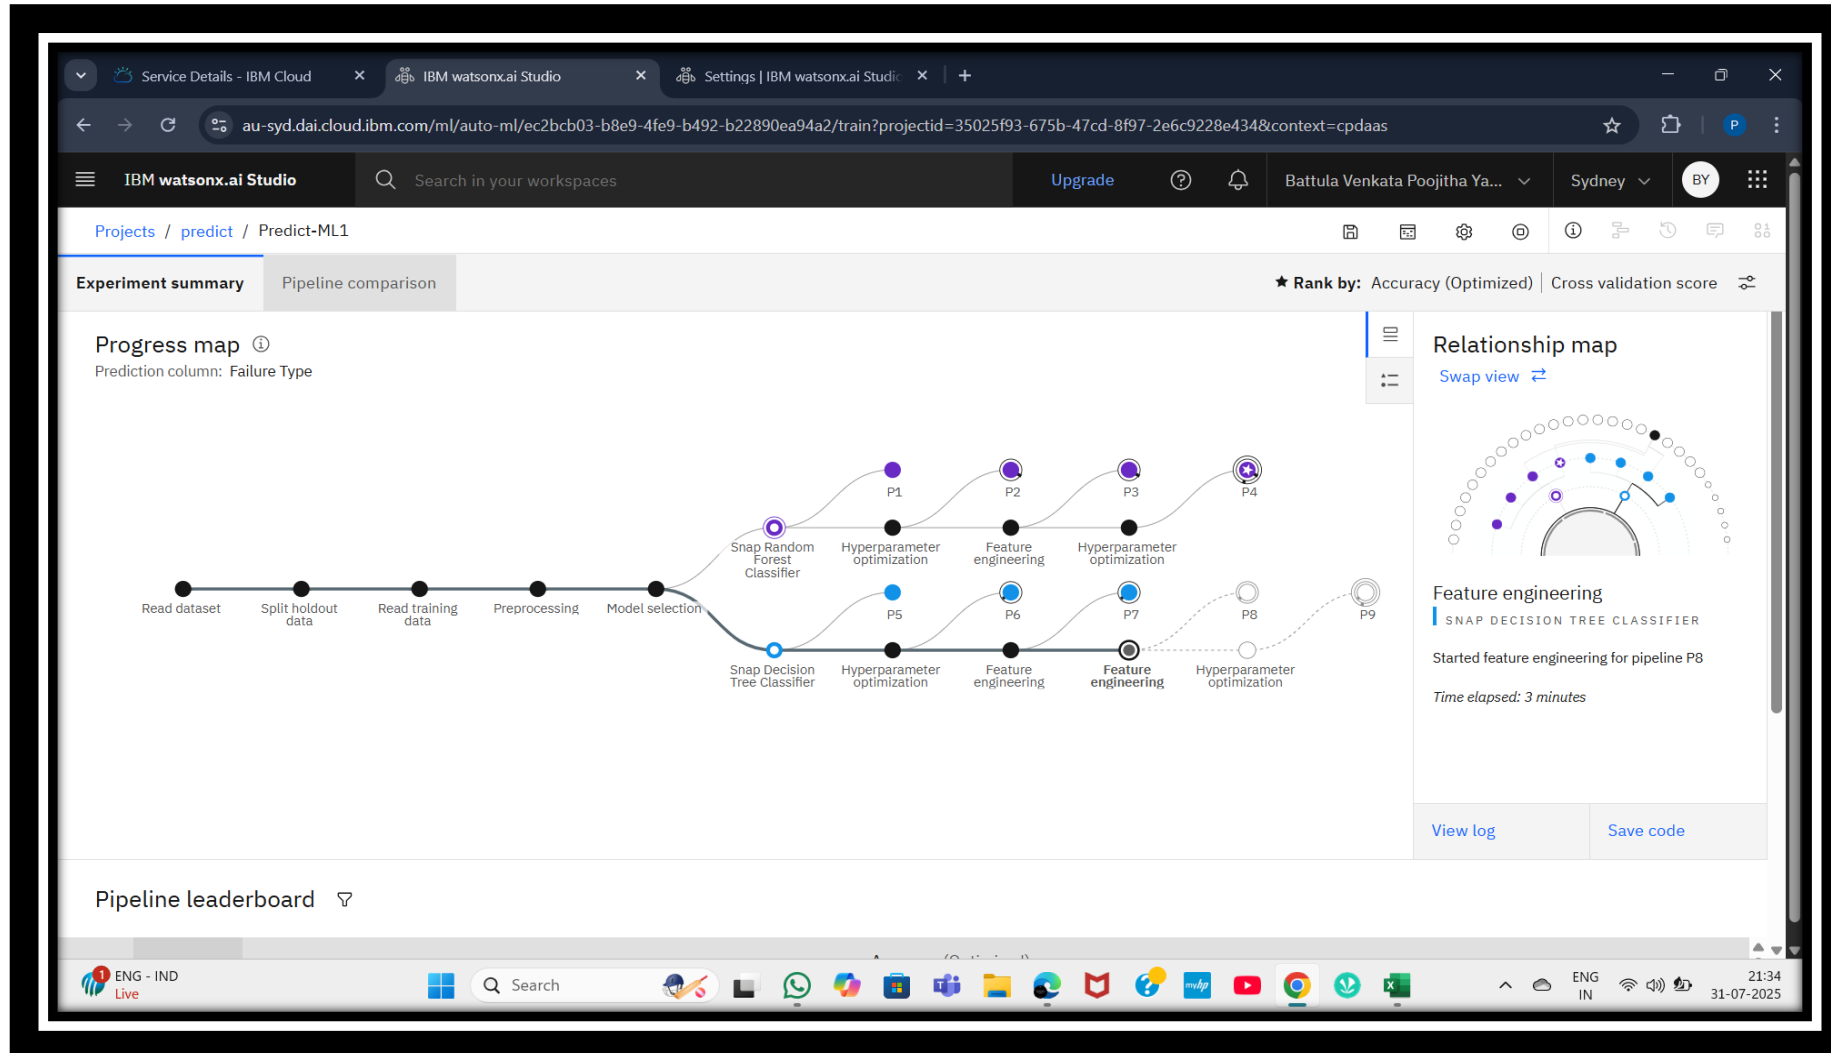 Service Details - IBM Cloud
IBM watsonx.ai Studio
Settings | IBM watsonx.ai Studio
au-syd.dai.cloud.ibm.com/ml/auto-ml/ec2bcb03-b8e9-4fe9-b492-b22890ea94a2/train?projectid=35025f93-675b-47cd-8f97-2e6c9228e434&context=cpdaas
P
IBM watsonx.ai Studio
Search in your workspaces
Upgrade
Battula Venkata Poojitha Ya...
Sydney
BY
Projects / predict / Predict-ML1
Experiment summary
Pipeline comparison
Rank by: Accuracy (Optimized) | Cross validation score
Progress map
Prediction column: Failure Type
P1
P2
P3
P4
Snap Random
Forest
Classifier
Hyperparameter
optimization
Feature
engineering
Hyperparameter
optimization
Read dataset
Split holdout
data
Read training
data
Preprocessing
Model selection
P5
P6
P7
P8
P9
Snap Decision
Tree Classifier
Hyperparameter
optimization
Feature
engineering
Feature
engineering
Hyperparameter
optimization
Relationship map
Swap view
Feature engineering
SNAP DECISION TREE CLASSIFIER
Started feature engineering for pipeline P8
Time elapsed: 3 minutes
View log
Save code
Pipeline leaderboard
1
ENG - IND
Live
Search
myhp
ENG
IN
21:34
31-07-2025